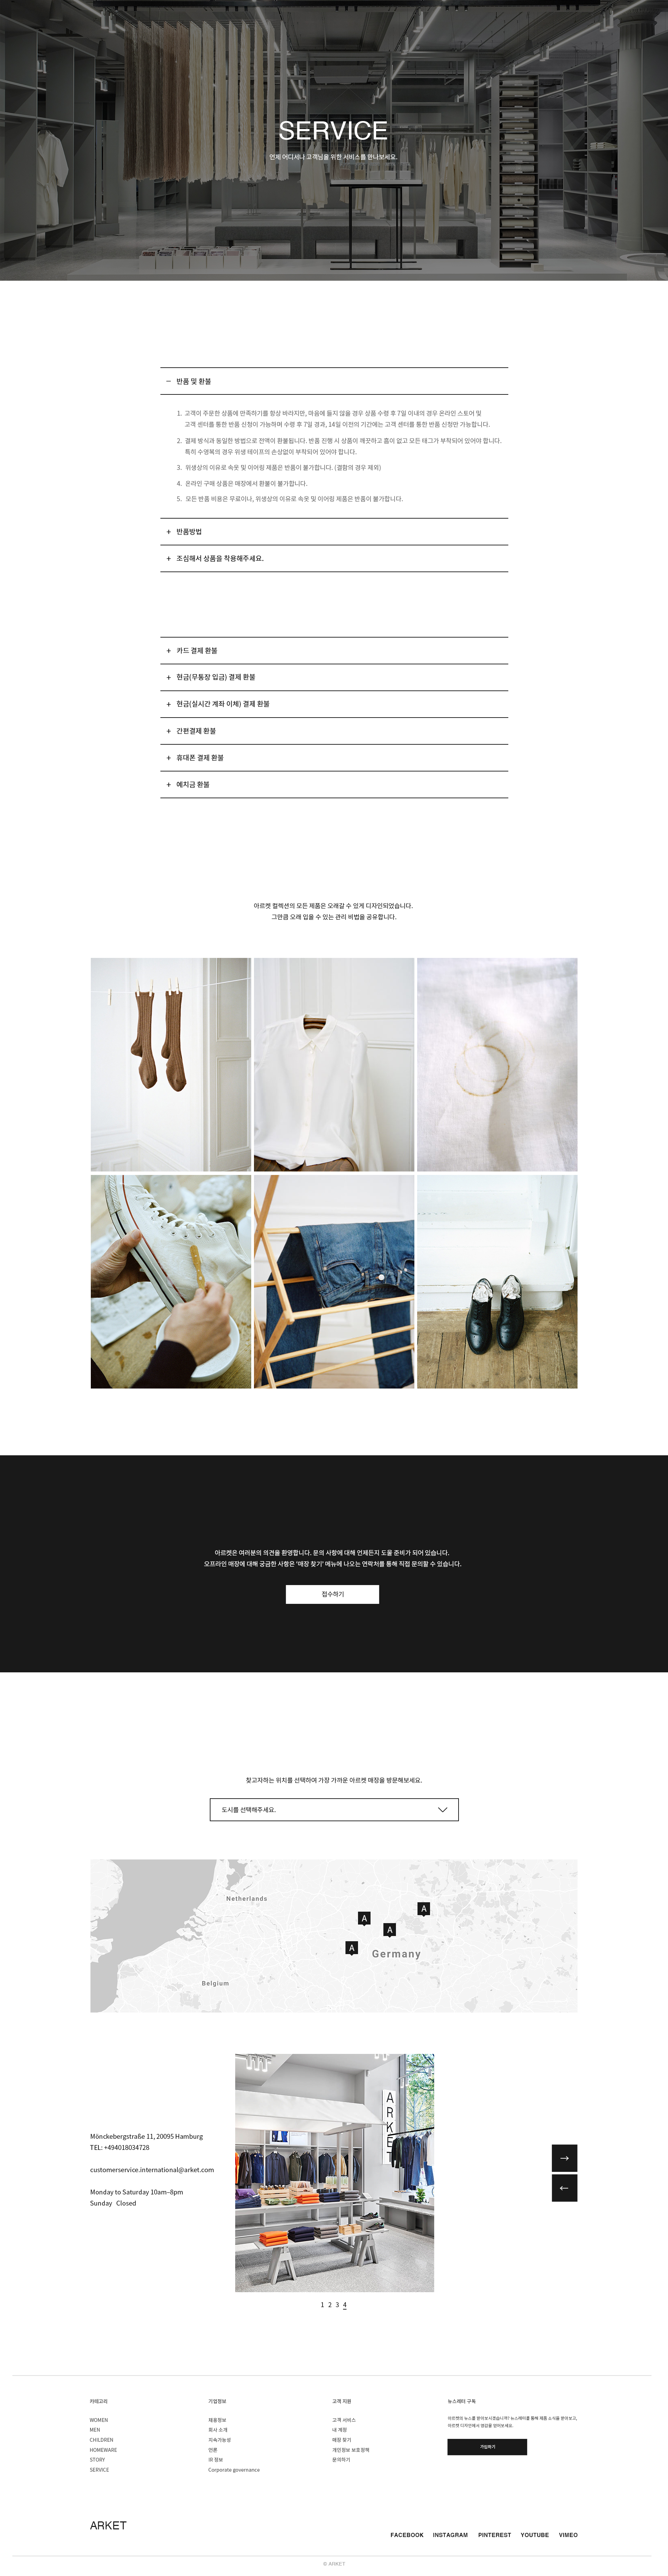 SERVICE
언제 어디서나 고객님을 위한 서비스를 만나보세요.
− 반품 및 환불
1. 고객이 주문한 상품에 만족하기를 항상 바라지만, 마음에 들지 않을 경우 상품 수령 후 7일 이내의 경우 온라인 스토어 및
고객 센터를 통한 반품 신청이 가능하며 수령 후 7일 경과, 14일 이전의 기간에는 고객 센터를 통한 반품 신청만 가능합니다.
2. 결제 방식과 동일한 방법으로 전액이 환불됩니다. 반품 진행 시 상품이 깨끗하고 흠이 없고 모든 태그가 부착되어 있어야 합니다.
특히 수영복의 경우 위생 테이프의 손상없이 부착되어 있어야 합니다.
3. 위생상의 이유로 속옷 및 이어링 제품은 반품이 불가합니다. (결함의 경우 제외)
4. 온라인 구매 상품은 매장에서 환불이 불가합니다.
5. 모든 반품 비용은 무료이나, 위생상의 이유로 속옷 및 이어링 제품은 반품이 불가합니다.
+ 반품방법
+ 조심해서 상품을 착용해주세요.
+ 카드 결제 환불
+ 현금(무통장 입금) 결제 환불
+ 현금(실시간 계좌 이체) 결제 환불
+ 간편결제 환불
+ 휴대폰 결제 환불
+ 예치금 환불
아르켓 컬렉션의 모든 제품은 오래갈 수 있게 디자인되었습니다.
그만큼 오래 입을 수 있는 관리 비법을 공유합니다.
아르켓은 여러분의 의견을 환영합니다. 문의 사항에 대해 언제든지 도울 준비가 되어 있습니다.
오프라인 매장에 대해 궁금한 사항은 '매장 찾기' 메뉴에 나오는 연락처를 통해 직접 문의할 수 있습니다.
접수하기
찾고자하는 위치를 선택하여 가장 가까운 아르켓 매장을 방문해보세요.
도시를 선택해주세요.
Netherlands
A
A
A
A
Germany
Belgium
ARKET
Mönckebergstraße 11, 20095 Hamburg
TEL: +494018034728
customerservice.international@arket.com
Monday to Saturday 10am–8pm
Sunday Closed
→
←
1 2 3 4
카테고리
WOMEN
MEN
CHILDREN
HOMEWARE
STORY
SERVICE
기업정보
채용정보
회사 소개
지속가능성
언론
IR 정보
Corporate governance
고객 지원
고객 서비스
내 계정
매장 찾기
개인정보 보호정책
문의하기
뉴스레터 구독
아르켓의 뉴스를 받아보시겠습니까? 뉴스레터를 통해 제품 소식을 받아보고,
아르켓 디자인에서 영감을 얻어보세요.
가입하기
ARKET
FACEBOOK INSTAGRAM PINTEREST YOUTUBE VIMEO
© ARKET